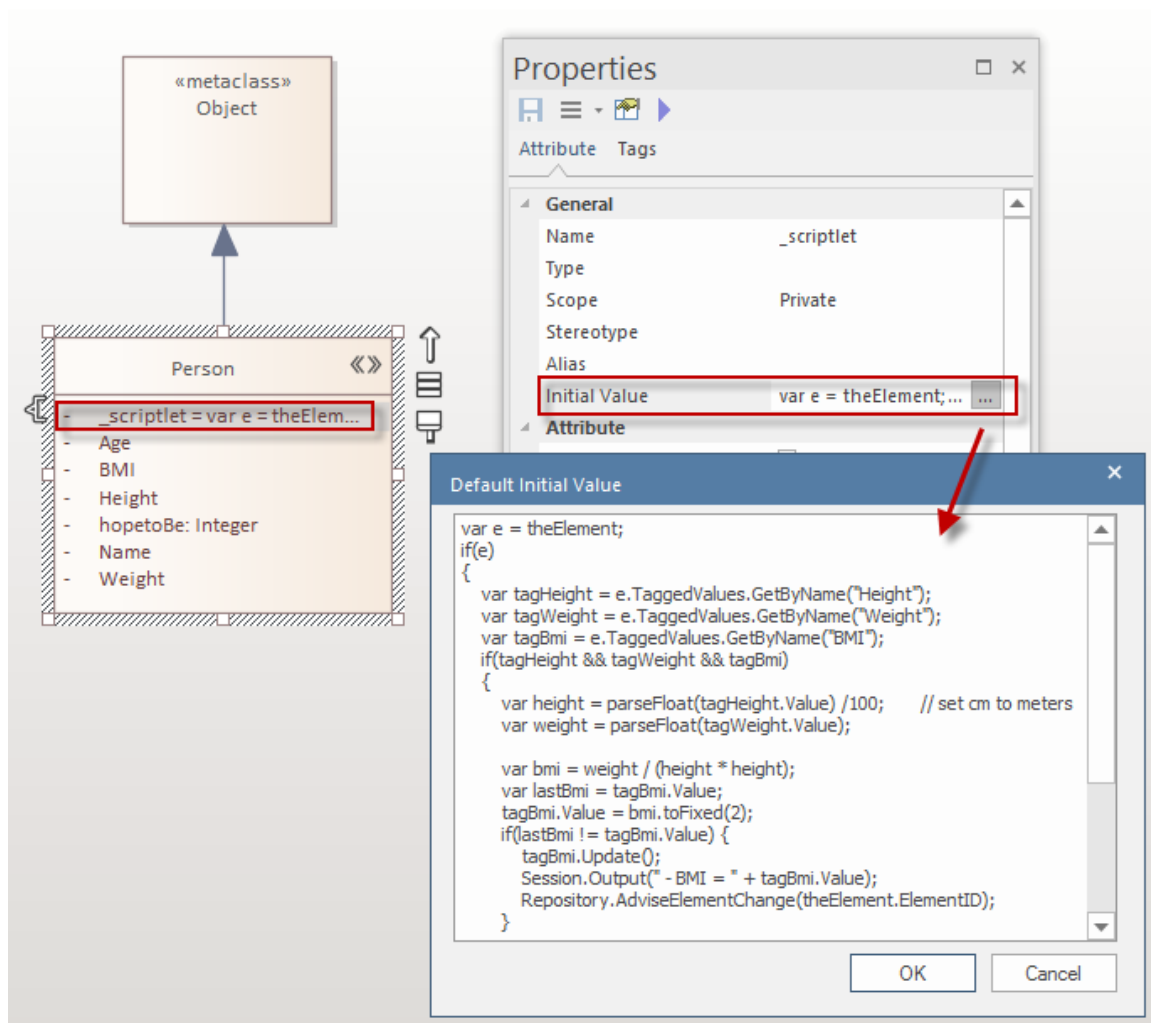 «metaclass»
Object
Person
- _scriptlet = var e = theElem...
- Age
- BMI
- Height
- hopetoBe: Integer
- Name
- Weight
Properties
Attribute Tags
General
Name _scriptlet
Type
Scope Private
Stereotype
Alias
Initial Value var e = theElement;... ...
Attribute
Default Initial Value
var e = theElement;
if(e)
{
var tagHeight = e.TaggedValues.GetByName("Height");
var tagWeight = e.TaggedValues.GetByName("Weight");
var tagBmi = e.TaggedValues.GetByName("BMI");
if(tagHeight && tagWeight && tagBmi)
{
var height = parseFloat(tagHeight.Value) /100; // set cm to meters
var weight = parseFloat(tagWeight.Value);
var bmi = weight / (height * height);
var lastBmi = tagBmi.Value;
tagBmi.Value = bmi.toFixed(2);
if(lastBmi != tagBmi.Value) {
tagBmi.Update();
Session.Output(" - BMI = " + tagBmi.Value);
Repository.AdviseElementChange(theElement.ElementID);
}
OK Cancel